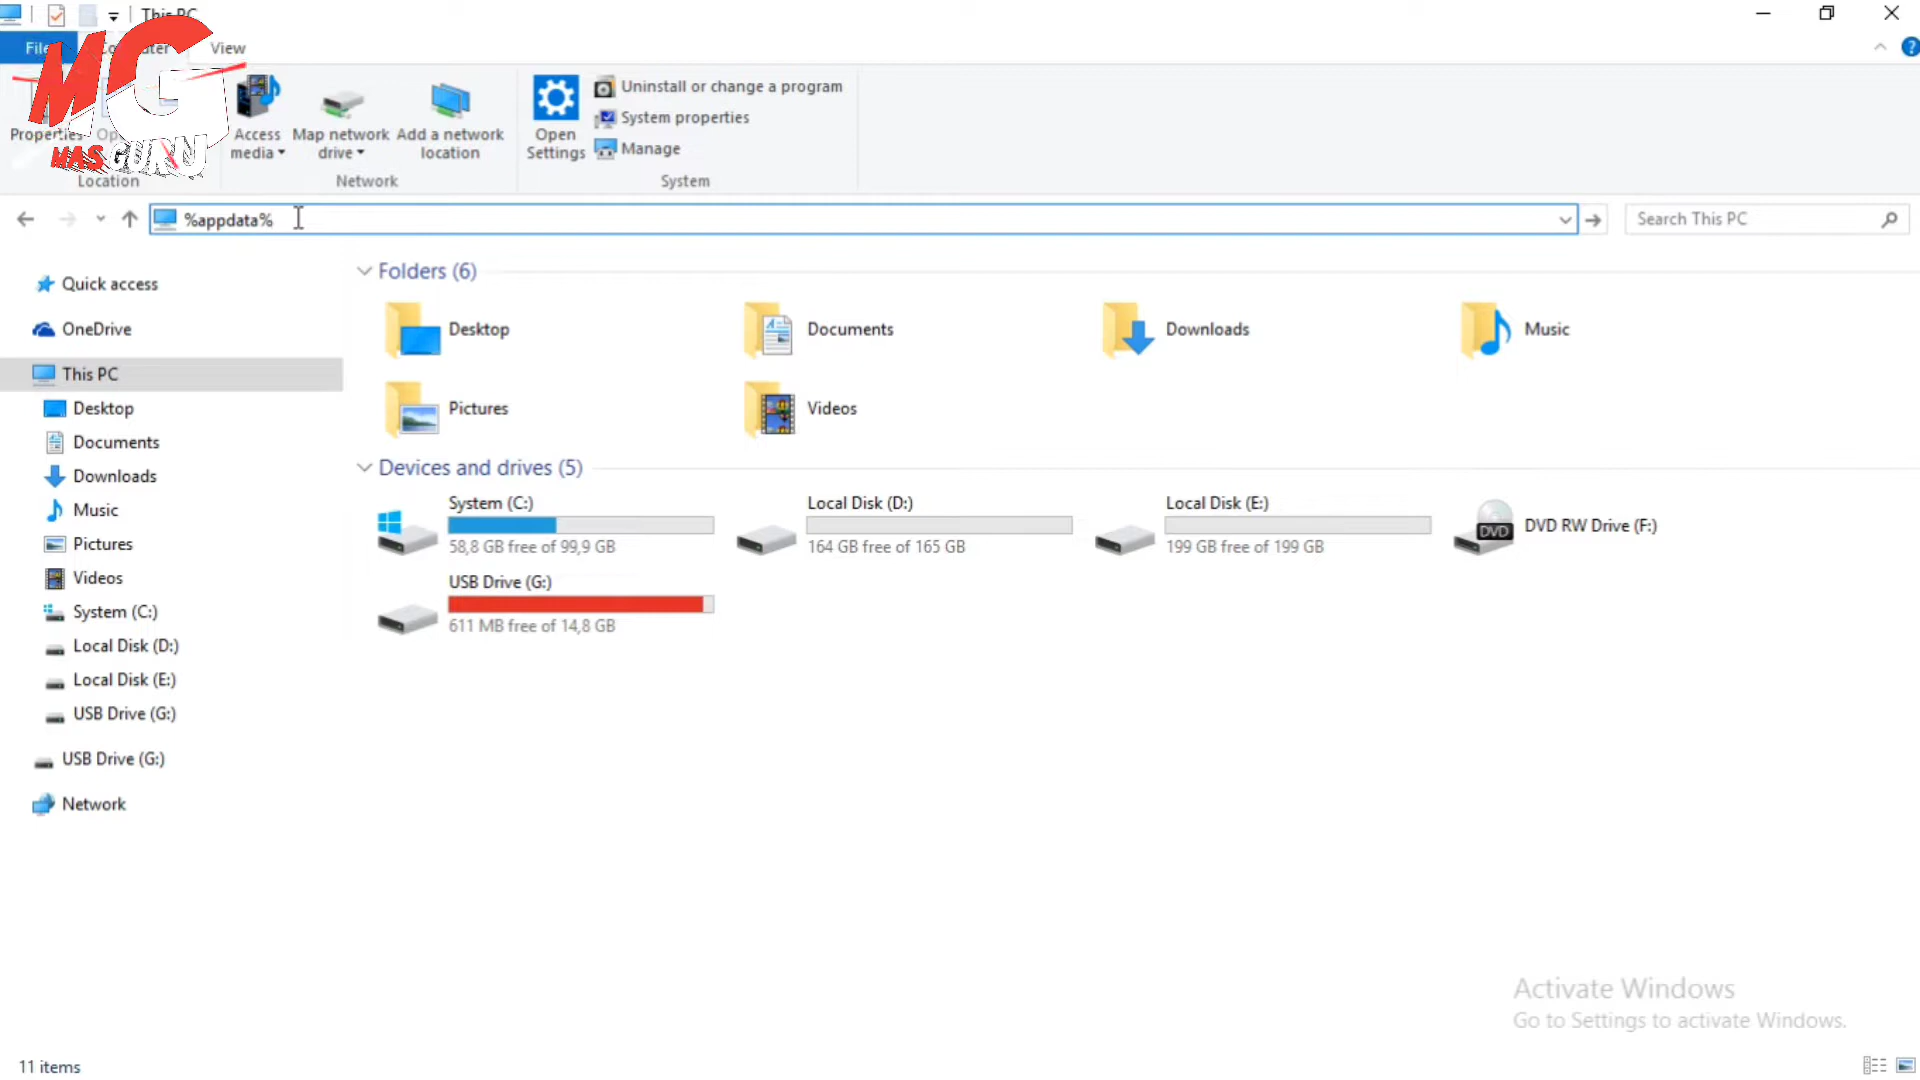 This PC
File
Computer
View
MG
MAS GURU
Properties
Access media
Map network drive
Add a network location
Open Settings
Uninstall or change a program
System properties
Manage
Location
Network
System
%appdata%
Search This PC
Quick access
OneDrive
This PC
Desktop
Documents
Downloads
Music
Pictures
Videos
System (C:)
Local Disk (D:)
Local Disk (E:)
USB Drive (G:)
USB Drive (G:)
Network
Folders (6)
Desktop
Documents
Downloads
Music
Pictures
Videos
Devices and drives (5)
System (C:)
58,8 GB free of 99,9 GB
Local Disk (D:)
164 GB free of 165 GB
Local Disk (E:)
199 GB free of 199 GB
DVD
DVD RW Drive (F:)
USB Drive (G:)
611 MB free of 14,8 GB
Activate Windows
Go to Settings to activate Windows.
11 items